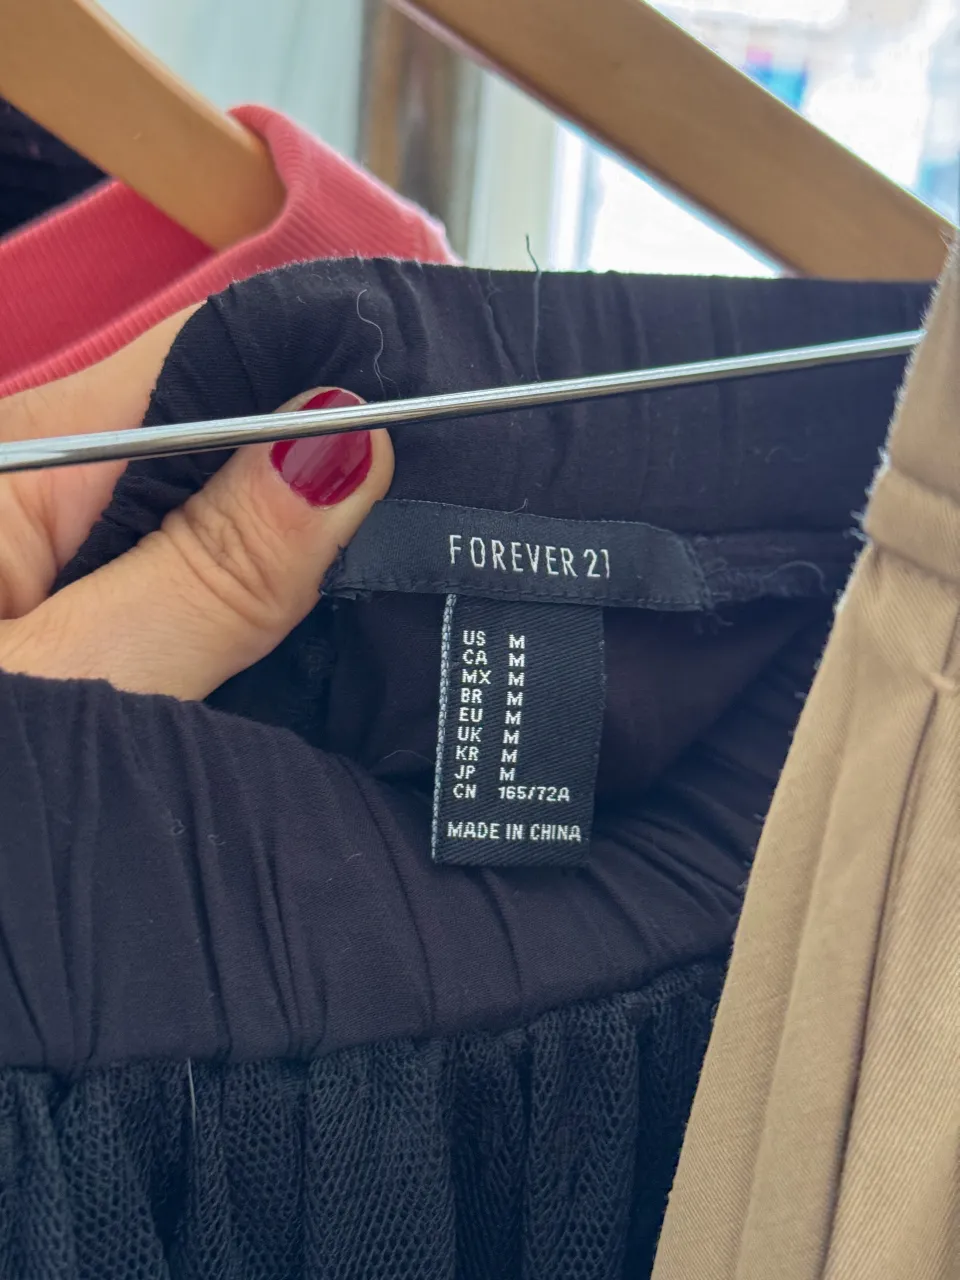 FOREVER 21
US M
CA M
MX M
BR M
EU M
UK M
KR M
JP M
CN 165/72A
MADE IN CHINA